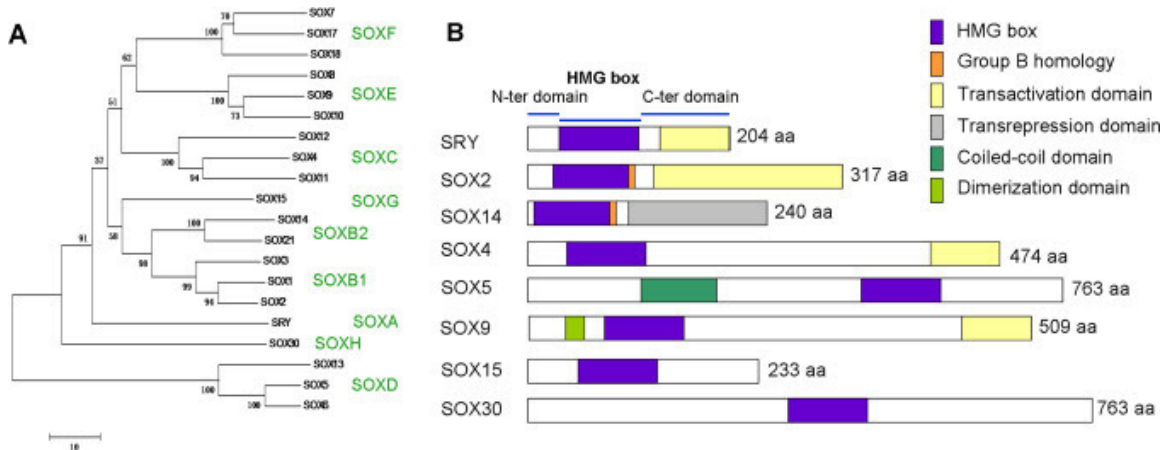 A
SOX7
70
SOX17
SOXF
100
SOX18
62
SOX8
SOX9
SOXE
100
73
SOX10
51
SOX12
SOX4
SOXC
100
94
SOX11
37
SOX15
SOXG
SOX14
100
SOXB2
58
SOX21
91
98
SOX3
99
SOX1
SOXB1
94
SOX2
SRY
SOXA
SOX30
SOXH
SOX13
SOX5
SOXD
100
100
SOX6
10
B
HMG box
N-ter domain
C-ter domain
SRY
204 aa
SOX2
317 aa
SOX14
240 aa
SOX4
474 aa
SOX5
763 aa
SOX9
509 aa
SOX15
233 aa
SOX30
763 aa
HMG box
Group B homology
Transactivation domain
Transrepression domain
Coiled-coil domain
Dimerization domain